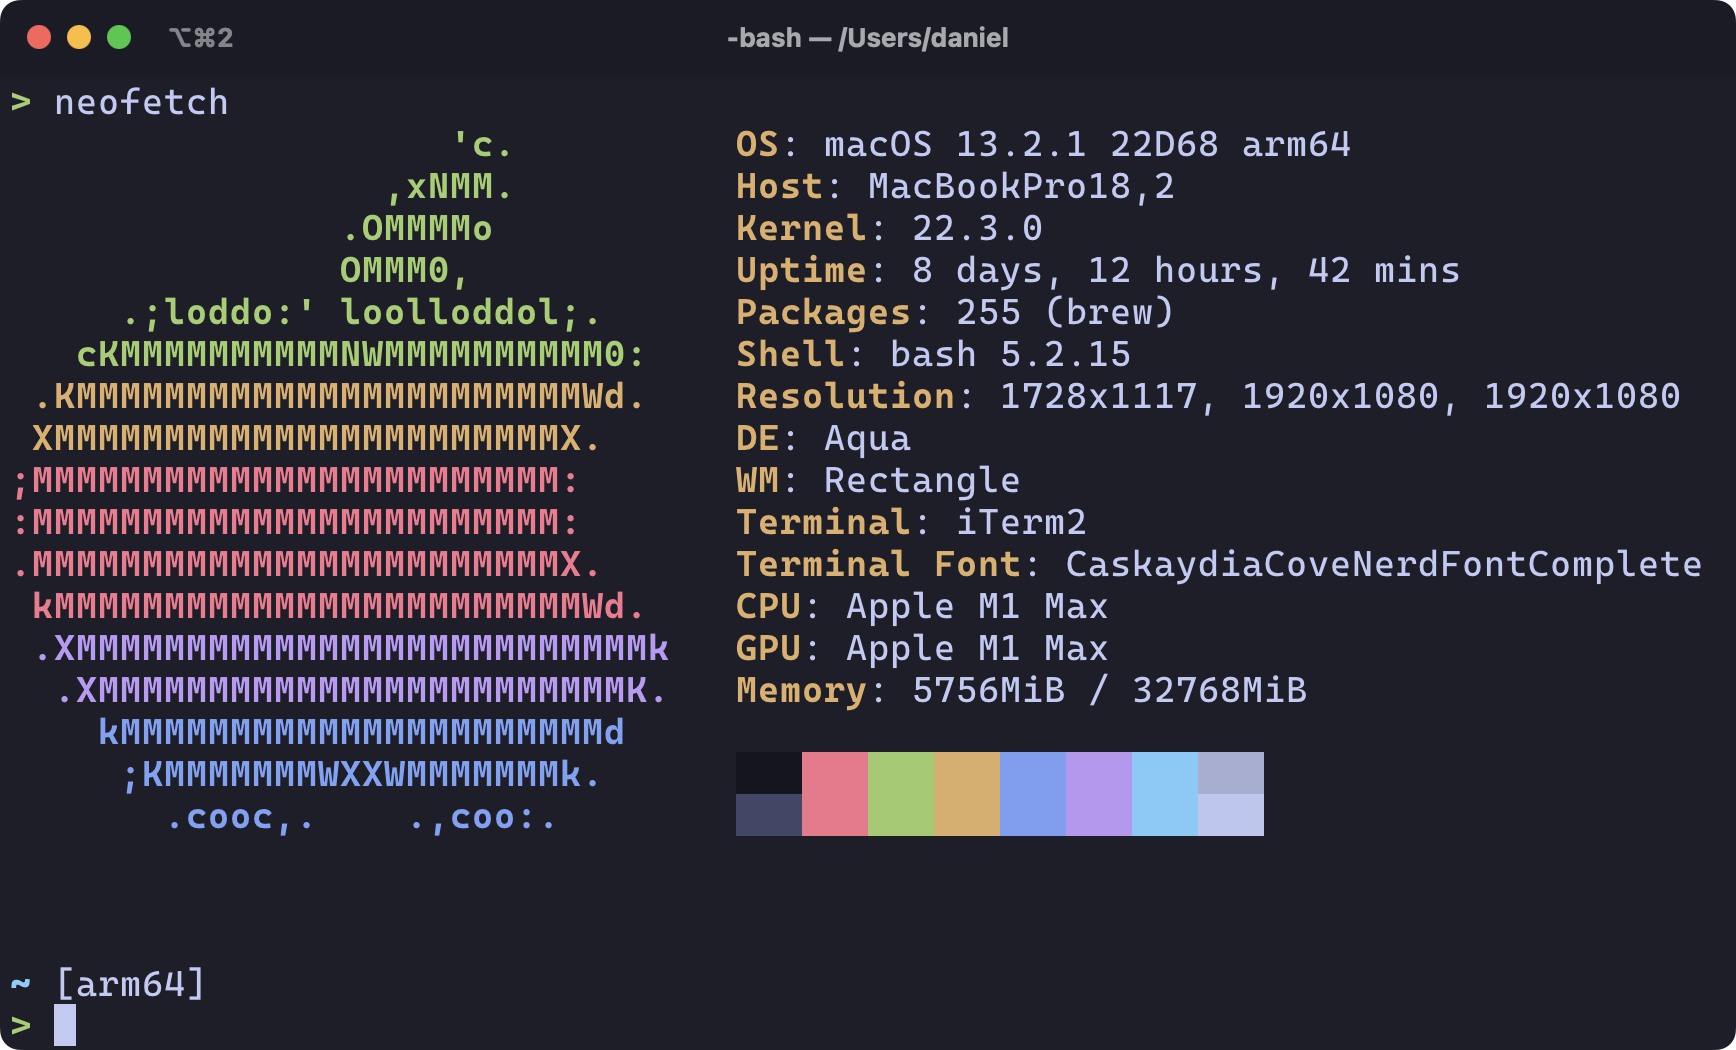 ⌥⌘2 -bash — /Users/daniel
> neofetch
'c. OS: macOS 13.2.1 22D68 arm64
,xNMM. Host: MacBookPro18,2
.OMMMMo Kernel: 22.3.0
OMMM0, Uptime: 8 days, 12 hours, 42 mins
.;loddo:' loolloddol;. Packages: 255 (brew)
cKMMMMMMMMMMNWMMMMMMMMMM0: Shell: bash 5.2.15
.KMMMMMMMMMMMMMMMMMMMMMMMWd. Resolution: 1728x1117, 1920x1080, 1920x1080
XMMMMMMMMMMMMMMMMMMMMMMMX. DE: Aqua
;MMMMMMMMMMMMMMMMMMMMMMMM: WM: Rectangle
:MMMMMMMMMMMMMMMMMMMMMMMM: Terminal: iTerm2
.MMMMMMMMMMMMMMMMMMMMMMMMX. Terminal Font: CaskaydiaCoveNerdFontComplete
kMMMMMMMMMMMMMMMMMMMMMMMMWd. CPU: Apple M1 Max
.XMMMMMMMMMMMMMMMMMMMMMMMMMMk GPU: Apple M1 Max
.XMMMMMMMMMMMMMMMMMMMMMMMMK. Memory: 5756MiB / 32768MiB
kMMMMMMMMMMMMMMMMMMMMMMd
;KMMMMMMMWXXWMMMMMMMk.
.cooc,. .,coo:.
~ [arm64]
>